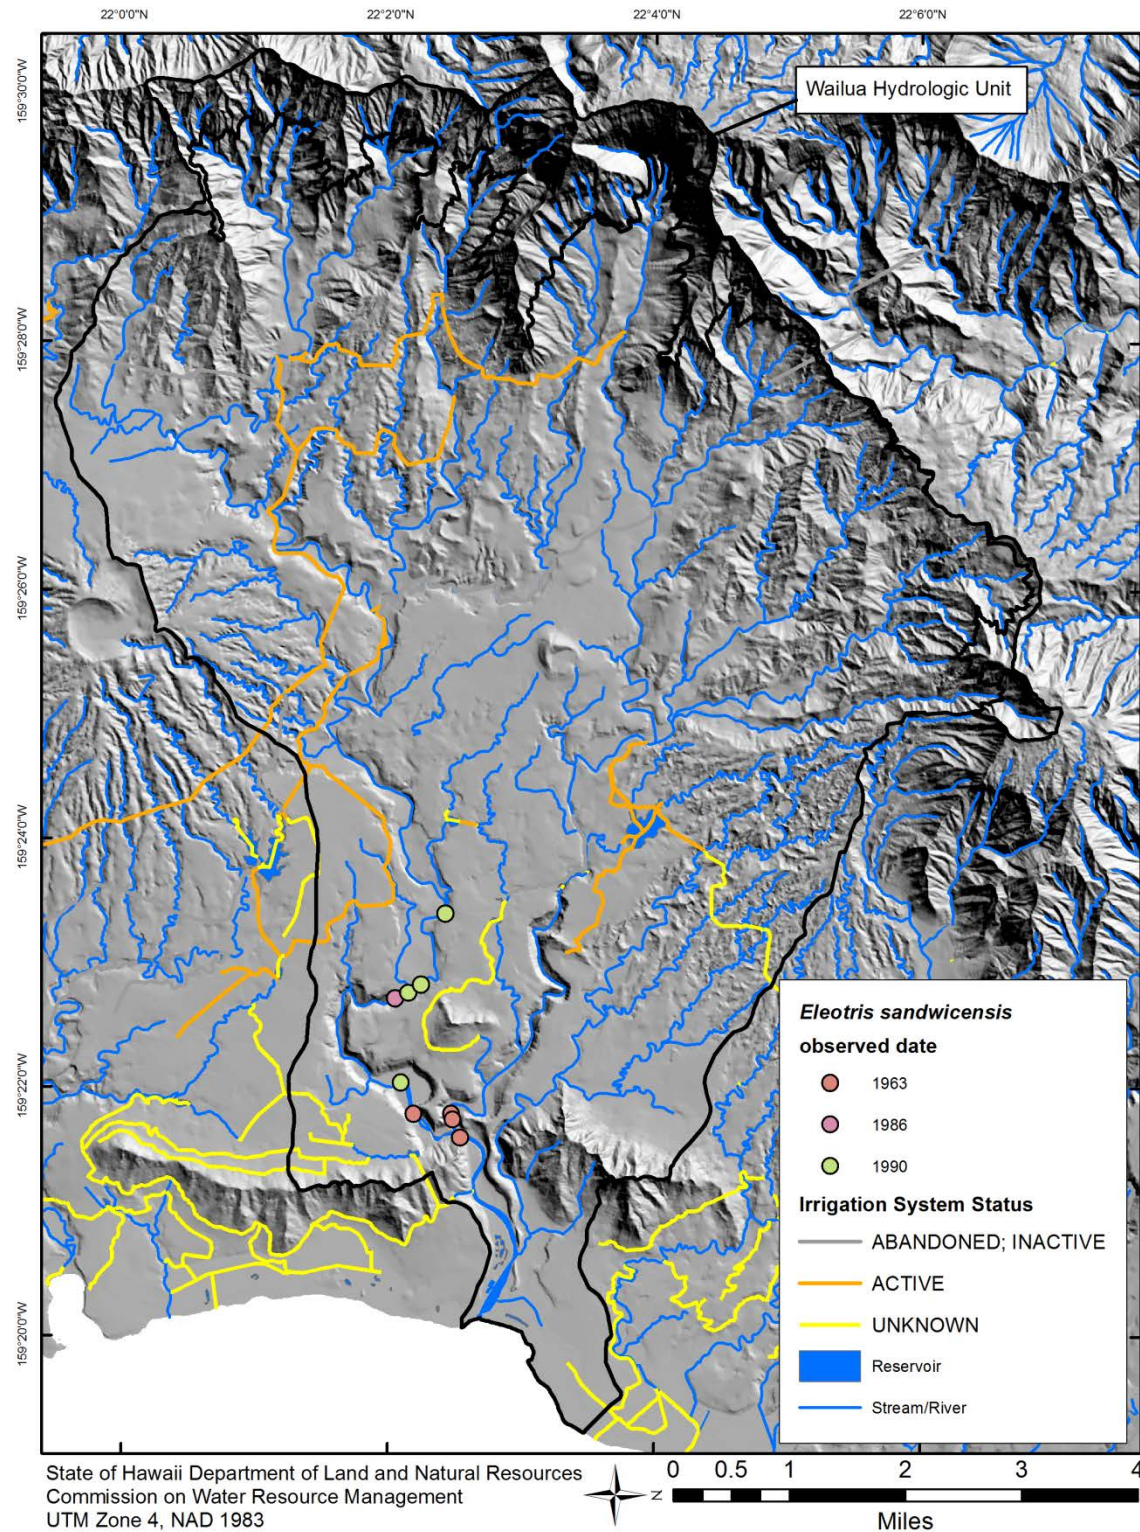 22°0'0"N
22°2'0"N
22°4'0"N
22°6'0"N
159°30'0"W
159°28'0"W
159°26'0"W
159°24'0"W
159°22'0"W
159°20'0"W
Wailua Hydrologic Unit
Eleotris sandwicensis
observed date
1963
1986
1990
Irrigation System Status
ABANDONED; INACTIVE
ACTIVE
UNKNOWN
Reservoir
Stream/River
State of Hawaii Department of Land and Natural Resources
Commission on Water Resource Management
UTM Zone 4, NAD 1983
N
0 0.5 1 2 3 4
Miles